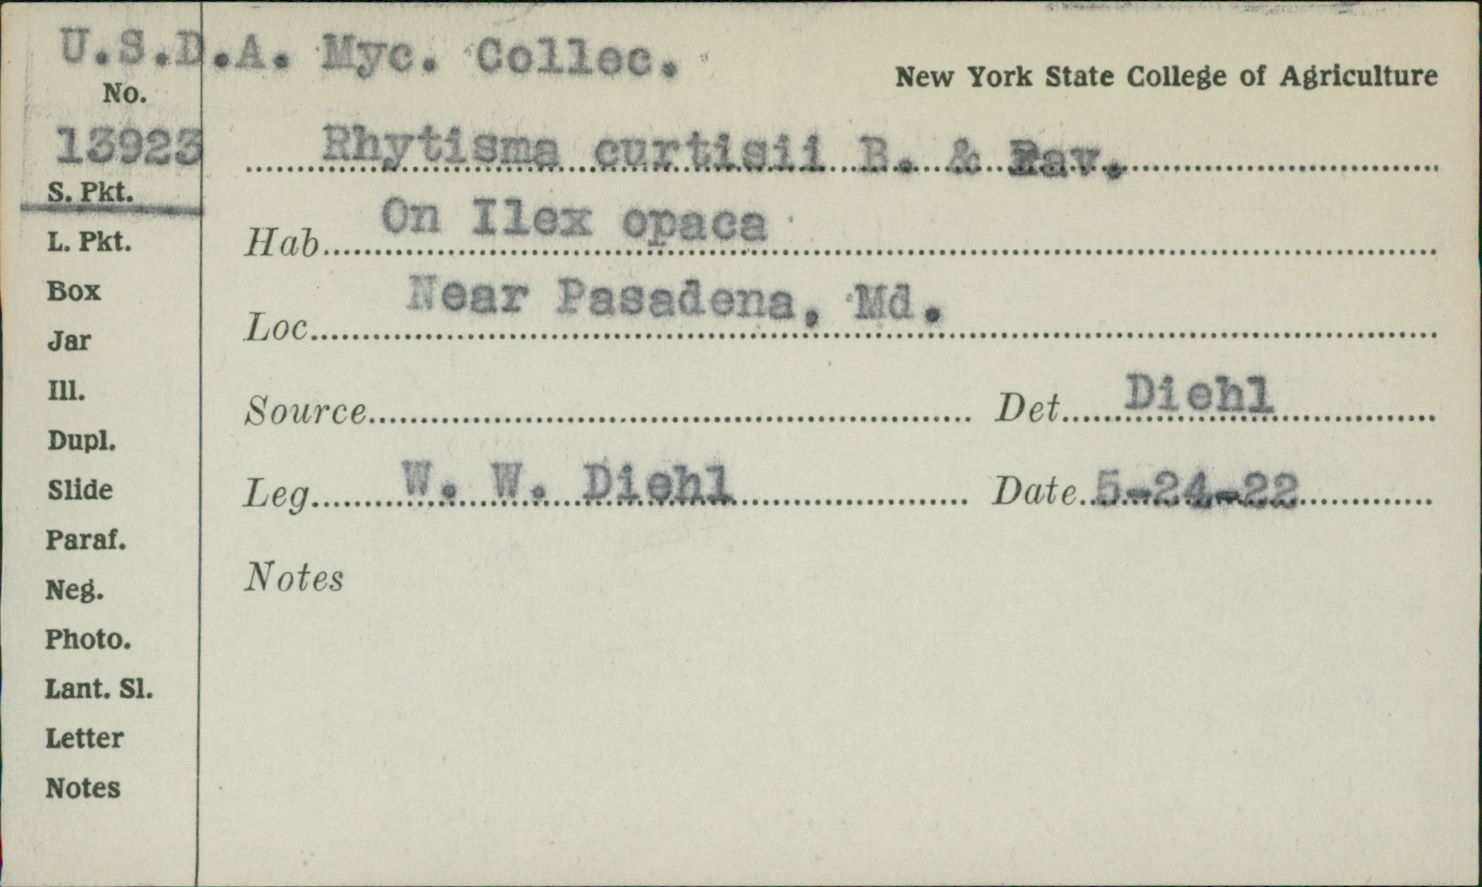 U.S.D.A. Myc. Collec.
New York State College of Agriculture
No.
13923
Rhytisma curtisii B. & Rav.
S. Pkt.
Hab. On Ilex opaca
L. Pkt.
Box
Loc. Near Pasadena, Md.
Jar
Ill.
Source
Det. Diehl
Dupl.
Slide
Leg. W. W. Diehl
Date 5-24-22
Paraf.
Neg.
Notes
Photo.
Lant. Sl.
Letter
Notes